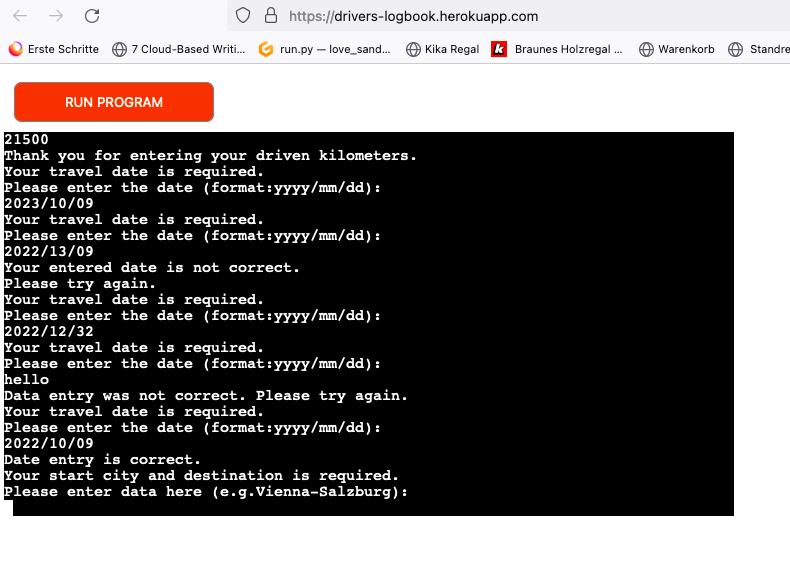 https://drivers-logbook.herokuapp.com
Erste Schritte
7 Cloud-Based Writi...
run.py — love_sand...
Kika Regal
k
Braunes Holzregal ...
Warenkorb
Standre
RUN PROGRAM
21500
Thank you for entering your driven kilometers.
Your travel date is required.
Please enter the date (format:yyyy/mm/dd):
2023/10/09
Your travel date is required.
Please enter the date (format:yyyy/mm/dd):
2022/13/09
Your entered date is not correct.
Please try again.
Your travel date is required.
Please enter the date (format:yyyy/mm/dd):
2022/12/32
Your travel date is required.
Please enter the date (format:yyyy/mm/dd):
hello
Data entry was not correct. Please try again.
Your travel date is required.
Please enter the date (format:yyyy/mm/dd):
2022/10/09
Date entry is correct.
Your start city and destination is required.
Please enter data here (e.g.Vienna-Salzburg):